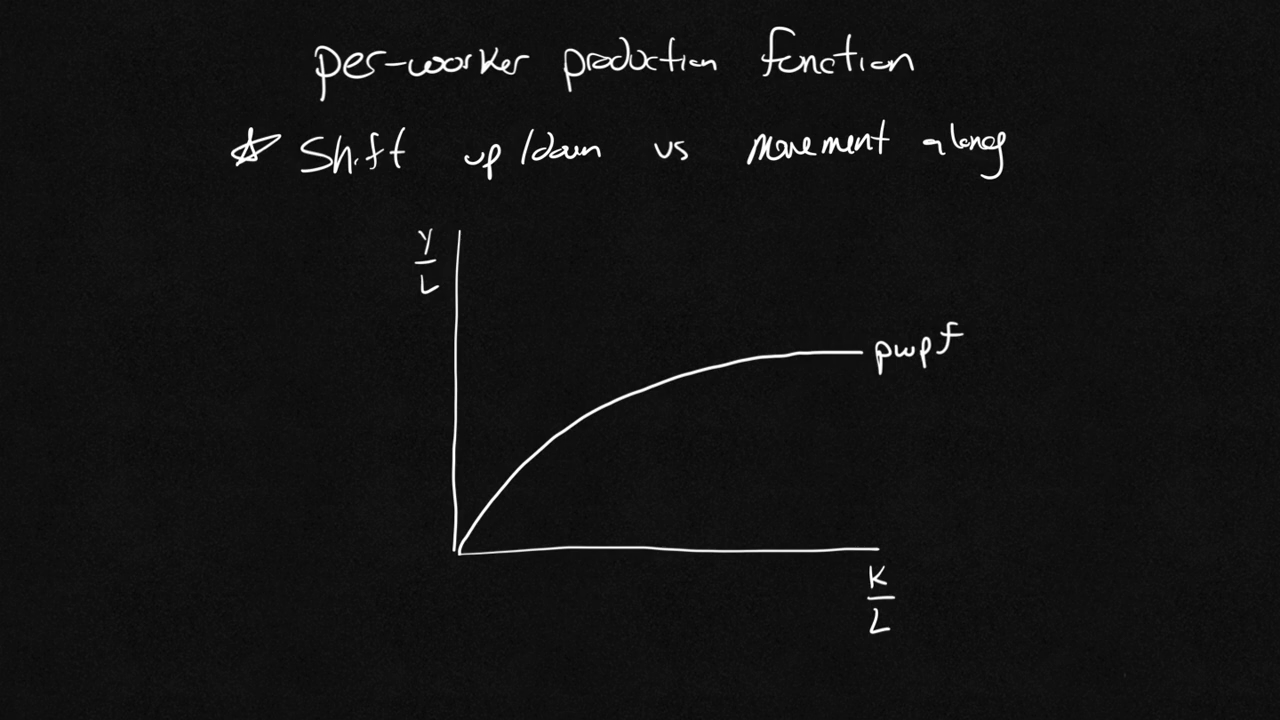 per-worker production function
☆ Shift up/down vs movement along
Y
L
pwpf
K
L